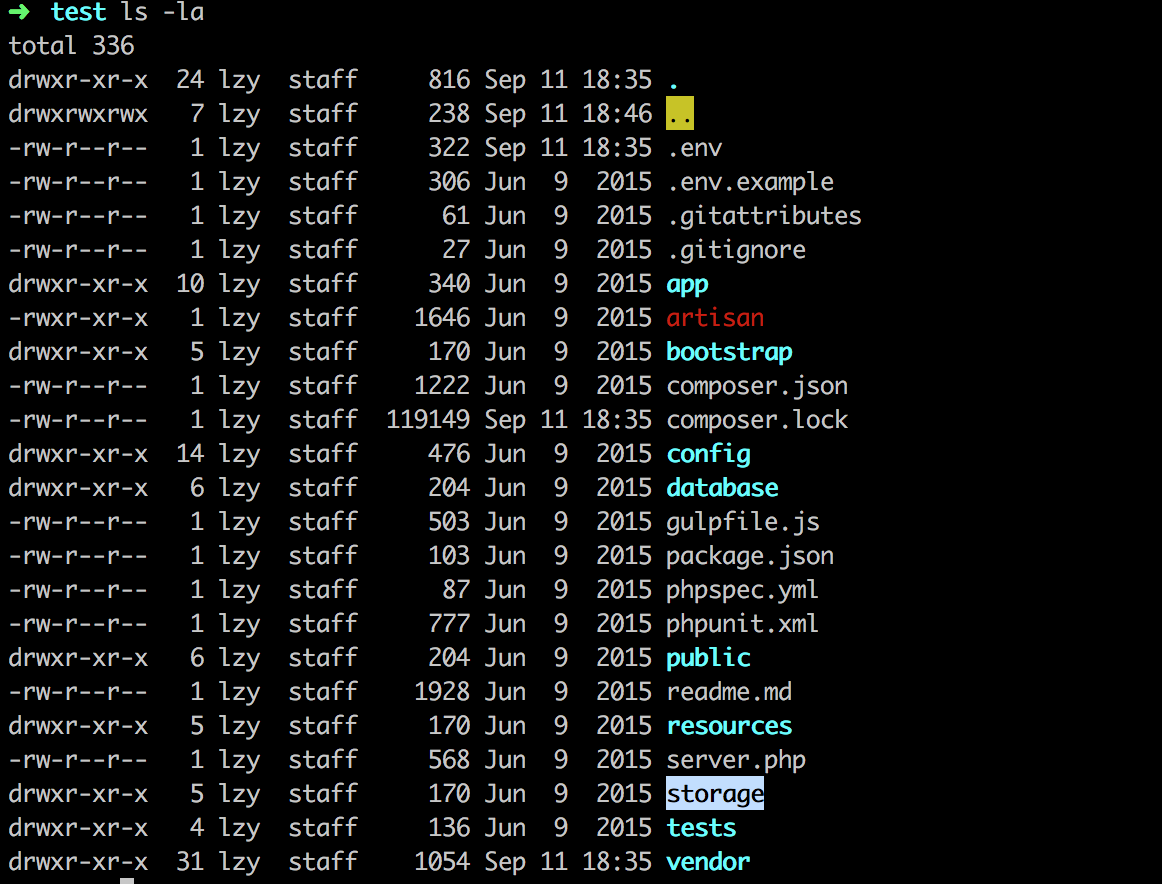 ➜  test ls -la
total 336
drwxr-xr-x  24 lzy  staff     816 Sep 11 18:35 .
drwxrwxrwx   7 lzy  staff     238 Sep 11 18:46 ..
-rw-r--r--   1 lzy  staff     322 Sep 11 18:35 .env
-rw-r--r--   1 lzy  staff     306 Jun  9  2015 .env.example
-rw-r--r--   1 lzy  staff      61 Jun  9  2015 .gitattributes
-rw-r--r--   1 lzy  staff      27 Jun  9  2015 .gitignore
drwxr-xr-x  10 lzy  staff     340 Jun  9  2015 app
-rwxr-xr-x   1 lzy  staff    1646 Jun  9  2015 artisan
drwxr-xr-x   5 lzy  staff     170 Jun  9  2015 bootstrap
-rw-r--r--   1 lzy  staff    1222 Jun  9  2015 composer.json
-rw-r--r--   1 lzy  staff  119149 Sep 11 18:35 composer.lock
drwxr-xr-x  14 lzy  staff     476 Jun  9  2015 config
drwxr-xr-x   6 lzy  staff     204 Jun  9  2015 database
-rw-r--r--   1 lzy  staff     503 Jun  9  2015 gulpfile.js
-rw-r--r--   1 lzy  staff     103 Jun  9  2015 package.json
-rw-r--r--   1 lzy  staff      87 Jun  9  2015 phpspec.yml
-rw-r--r--   1 lzy  staff     777 Jun  9  2015 phpunit.xml
drwxr-xr-x   6 lzy  staff     204 Jun  9  2015 public
-rw-r--r--   1 lzy  staff    1928 Jun  9  2015 readme.md
drwxr-xr-x   5 lzy  staff     170 Jun  9  2015 resources
-rw-r--r--   1 lzy  staff     568 Jun  9  2015 server.php
drwxr-xr-x   5 lzy  staff     170 Jun  9  2015 storage
drwxr-xr-x   4 lzy  staff     136 Jun  9  2015 tests
drwxr-xr-x  31 lzy  staff    1054 Sep 11 18:35 vendor